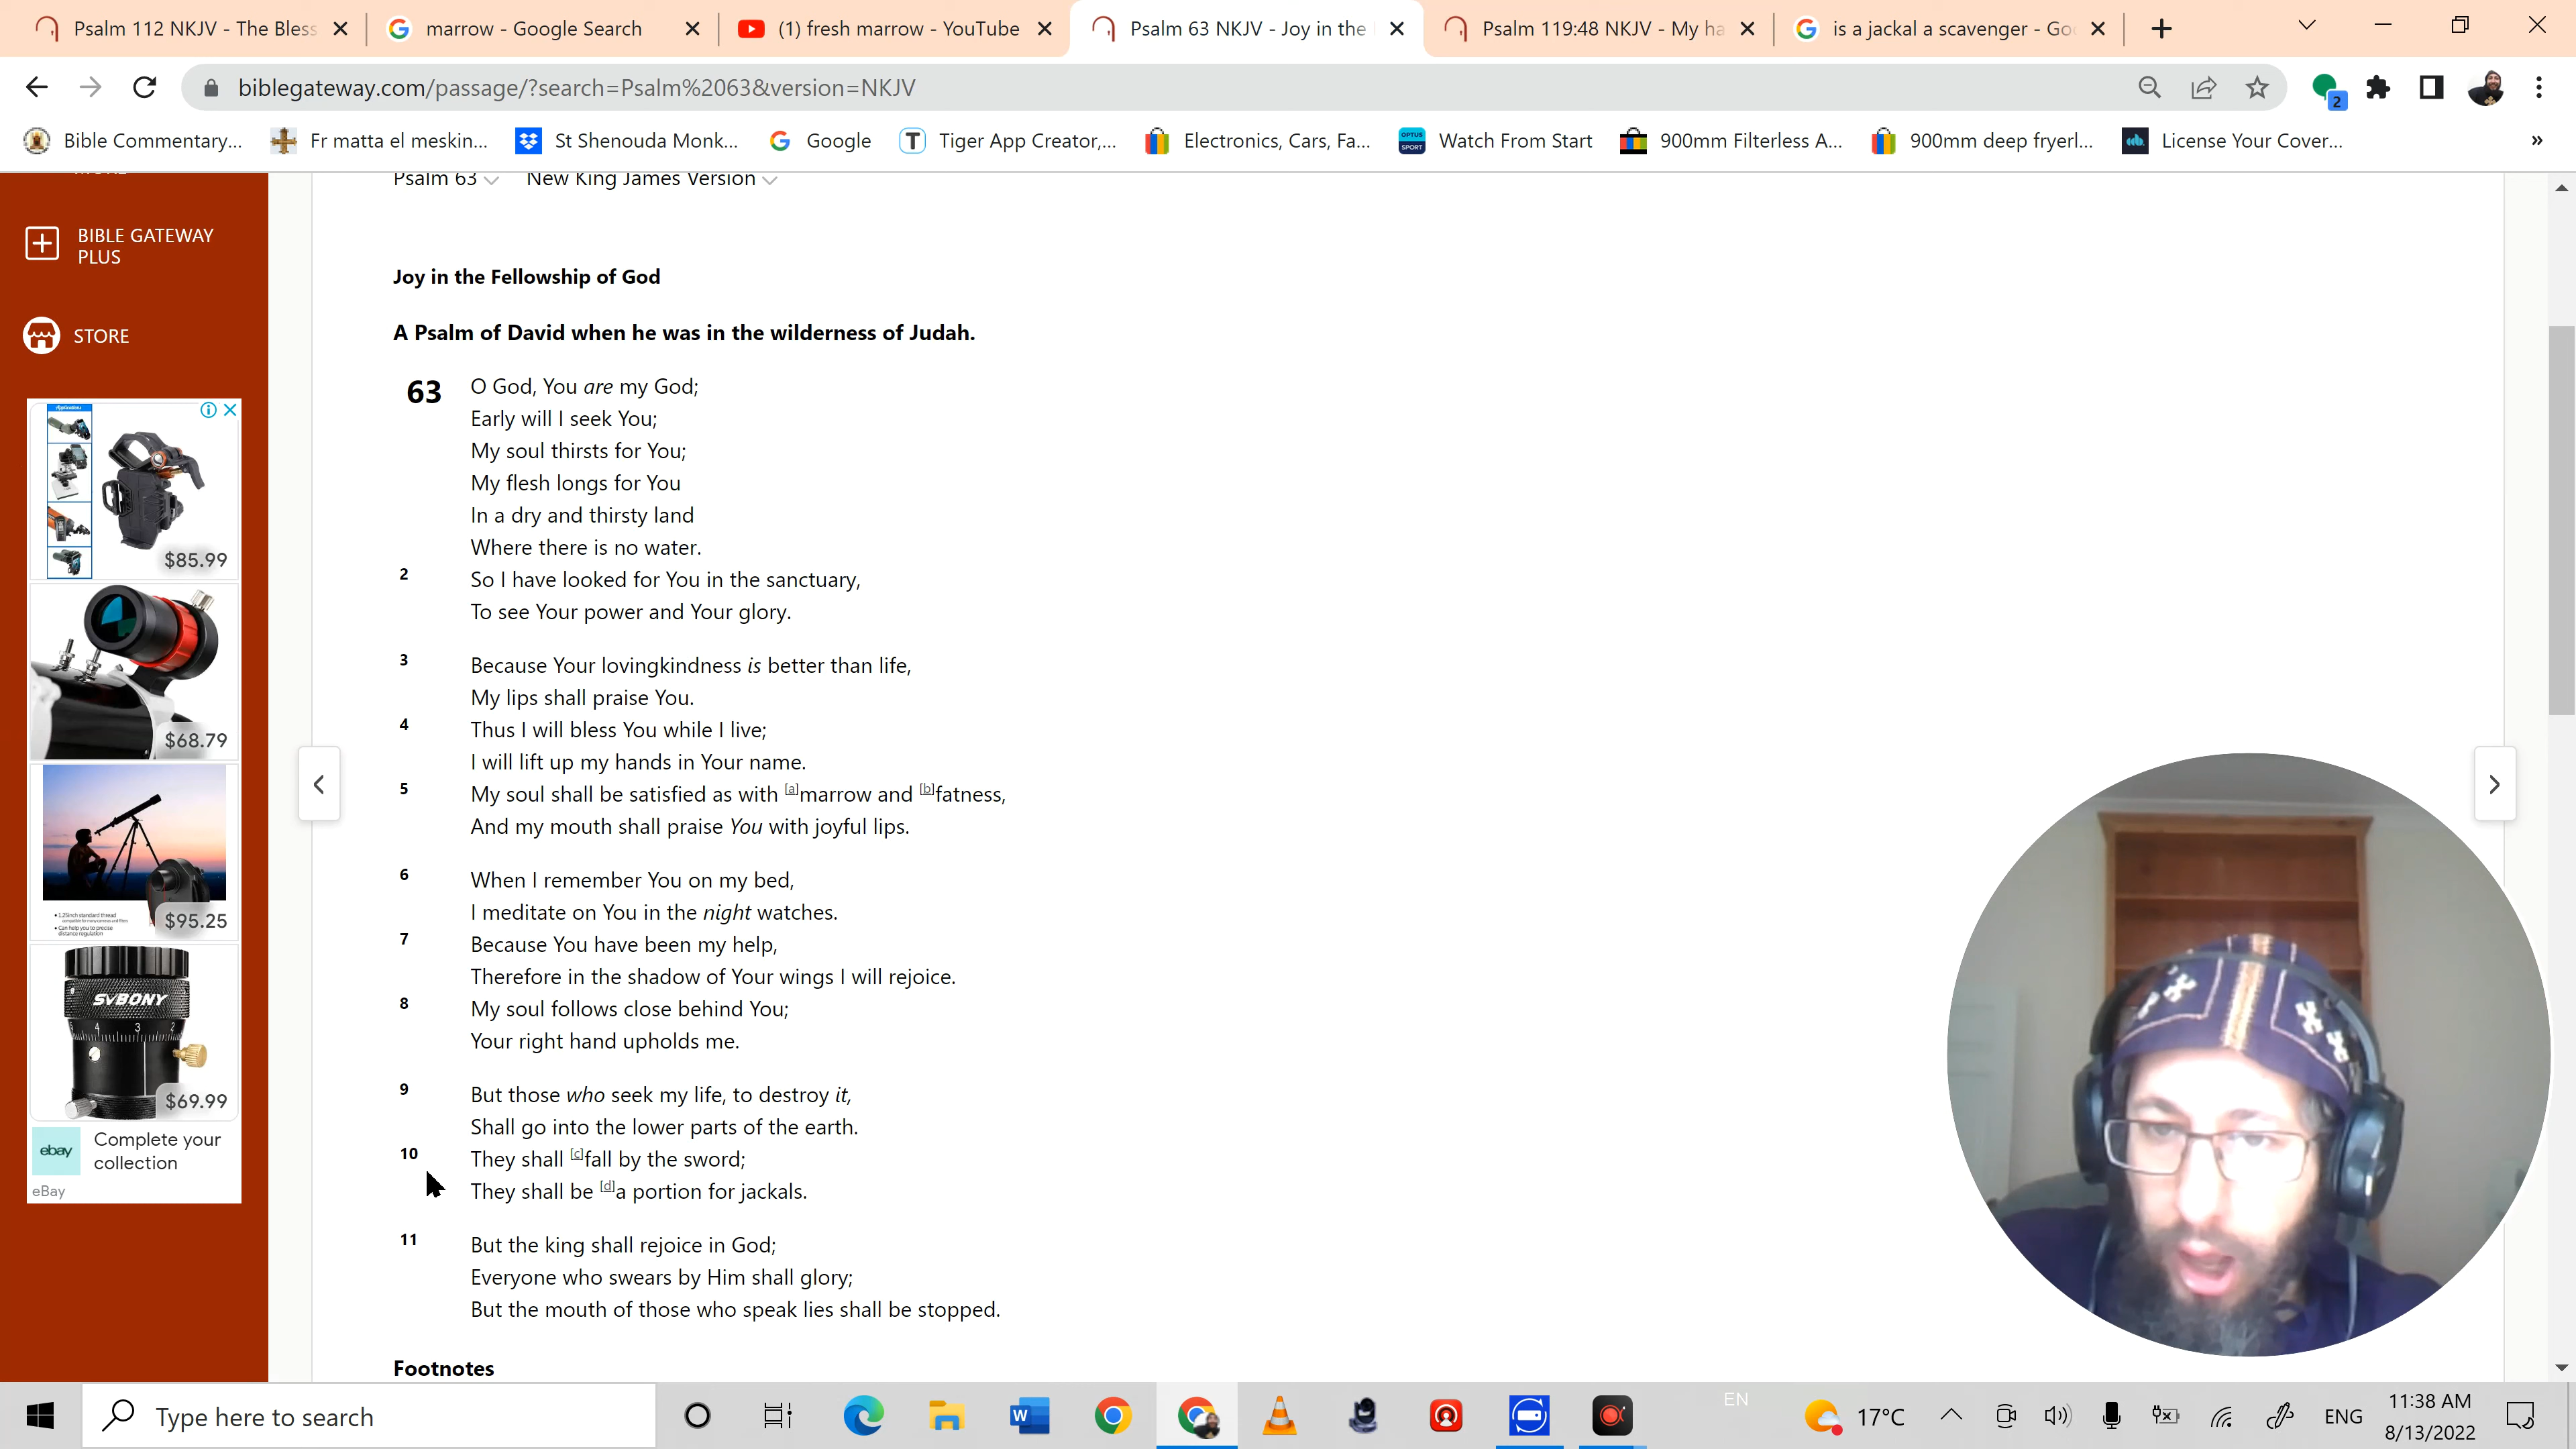 Psalm 112 NKJV - The Bless
marrow - Google Search
(1) fresh marrow - YouTube
Psalm 63 NKJV - Joy in the
Psalm 119:48 NKJV - My ha
is a jackal a scavenger - Go
biblegateway.com/passage/?search=Psalm%2063&version=NKJV
2
Bible Commentary...
Fr matta el meskin...
St Shenouda Monk...
Google
Tiger App Creator,...
Electronics, Cars, Fa...
OPTUS SPORT
Watch From Start
900mm Filterless A...
900mm deep fryerl...
License Your Cover...
»
Psalm 63
New King James Version
BIBLE GATEWAY
PLUS
STORE
Applications
$85.99
$68.79
$95.25
SVBONY
4 3 2
$69.99
ebay
Complete your
collection
eBay
Joy in the Fellowship of God
A Psalm of David when he was in the wilderness of Judah.
63 O God, You are my God;
Early will I seek You;
My soul thirsts for You;
My flesh longs for You
In a dry and thirsty land
Where there is no water.
2 So I have looked for You in the sanctuary,
To see Your power and Your glory.
3 Because Your lovingkindness is better than life,
My lips shall praise You.
4 Thus I will bless You while I live;
I will lift up my hands in Your name.
5 My soul shall be satisfied as with [a]marrow and [b]fatness,
And my mouth shall praise You with joyful lips.
6 When I remember You on my bed,
I meditate on You in the night watches.
7 Because You have been my help,
Therefore in the shadow of Your wings I will rejoice.
8 My soul follows close behind You;
Your right hand upholds me.
9 But those who seek my life, to destroy it,
Shall go into the lower parts of the earth.
10 They shall [c]fall by the sword;
They shall be [d]a portion for jackals.
11 But the king shall rejoice in God;
Everyone who swears by Him shall glory;
But the mouth of those who speak lies shall be stopped.
Footnotes
Type here to search
EN
17°C
ENG
11:38 AM
8/13/2022